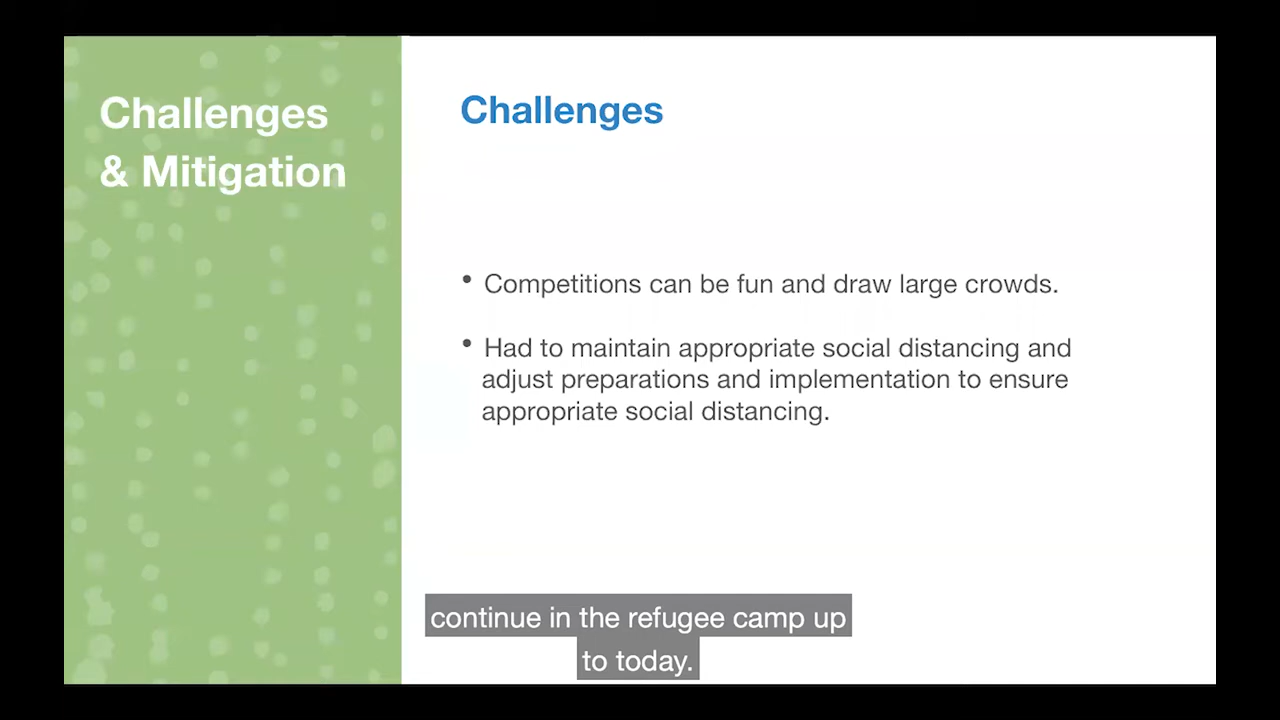 Challenges
& Mitigation
Challenges
• Competitions can be fun and draw large crowds.
• Had to maintain appropriate social distancing and
adjust preparations and implementation to ensure
appropriate social distancing.
continue in the refugee camp up
to today.